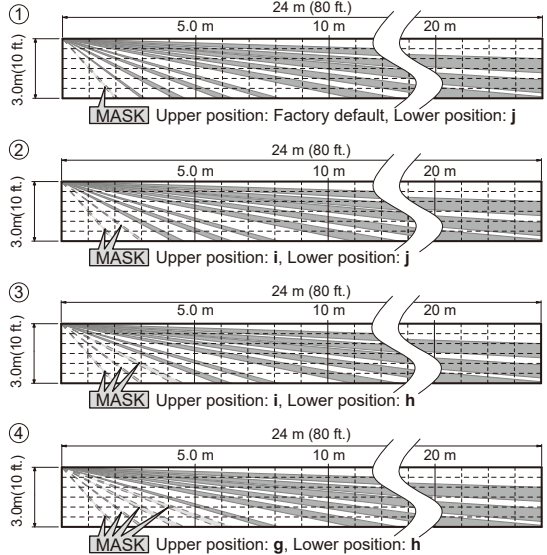 ① 24 m (80 ft.)
5.0 m 10 m 20 m
3.0m(10 ft.)
MASK Upper position: Factory default, Lower position: j
② 24 m (80 ft.)
5.0 m 10 m 20 m
3.0m(10 ft.)
MASK Upper position: i, Lower position: j
③ 24 m (80 ft.)
5.0 m 10 m 20 m
3.0m(10 ft.)
MASK Upper position: i, Lower position: h
④ 24 m (80 ft.)
5.0 m 10 m 20 m
3.0m(10 ft.)
MASK Upper position: g, Lower position: h